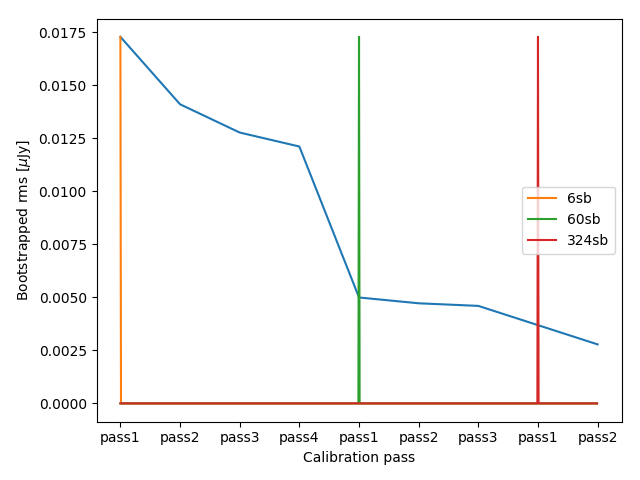 0.0175
0.0150
0.0125
0.0100
0.0075
0.0050
0.0025
0.0000
Bootstrapped rms [μJy]
6sb
60sb
324sb
pass1 pass2 pass3 pass4 pass1 pass2 pass3 pass1 pass2
Calibration pass